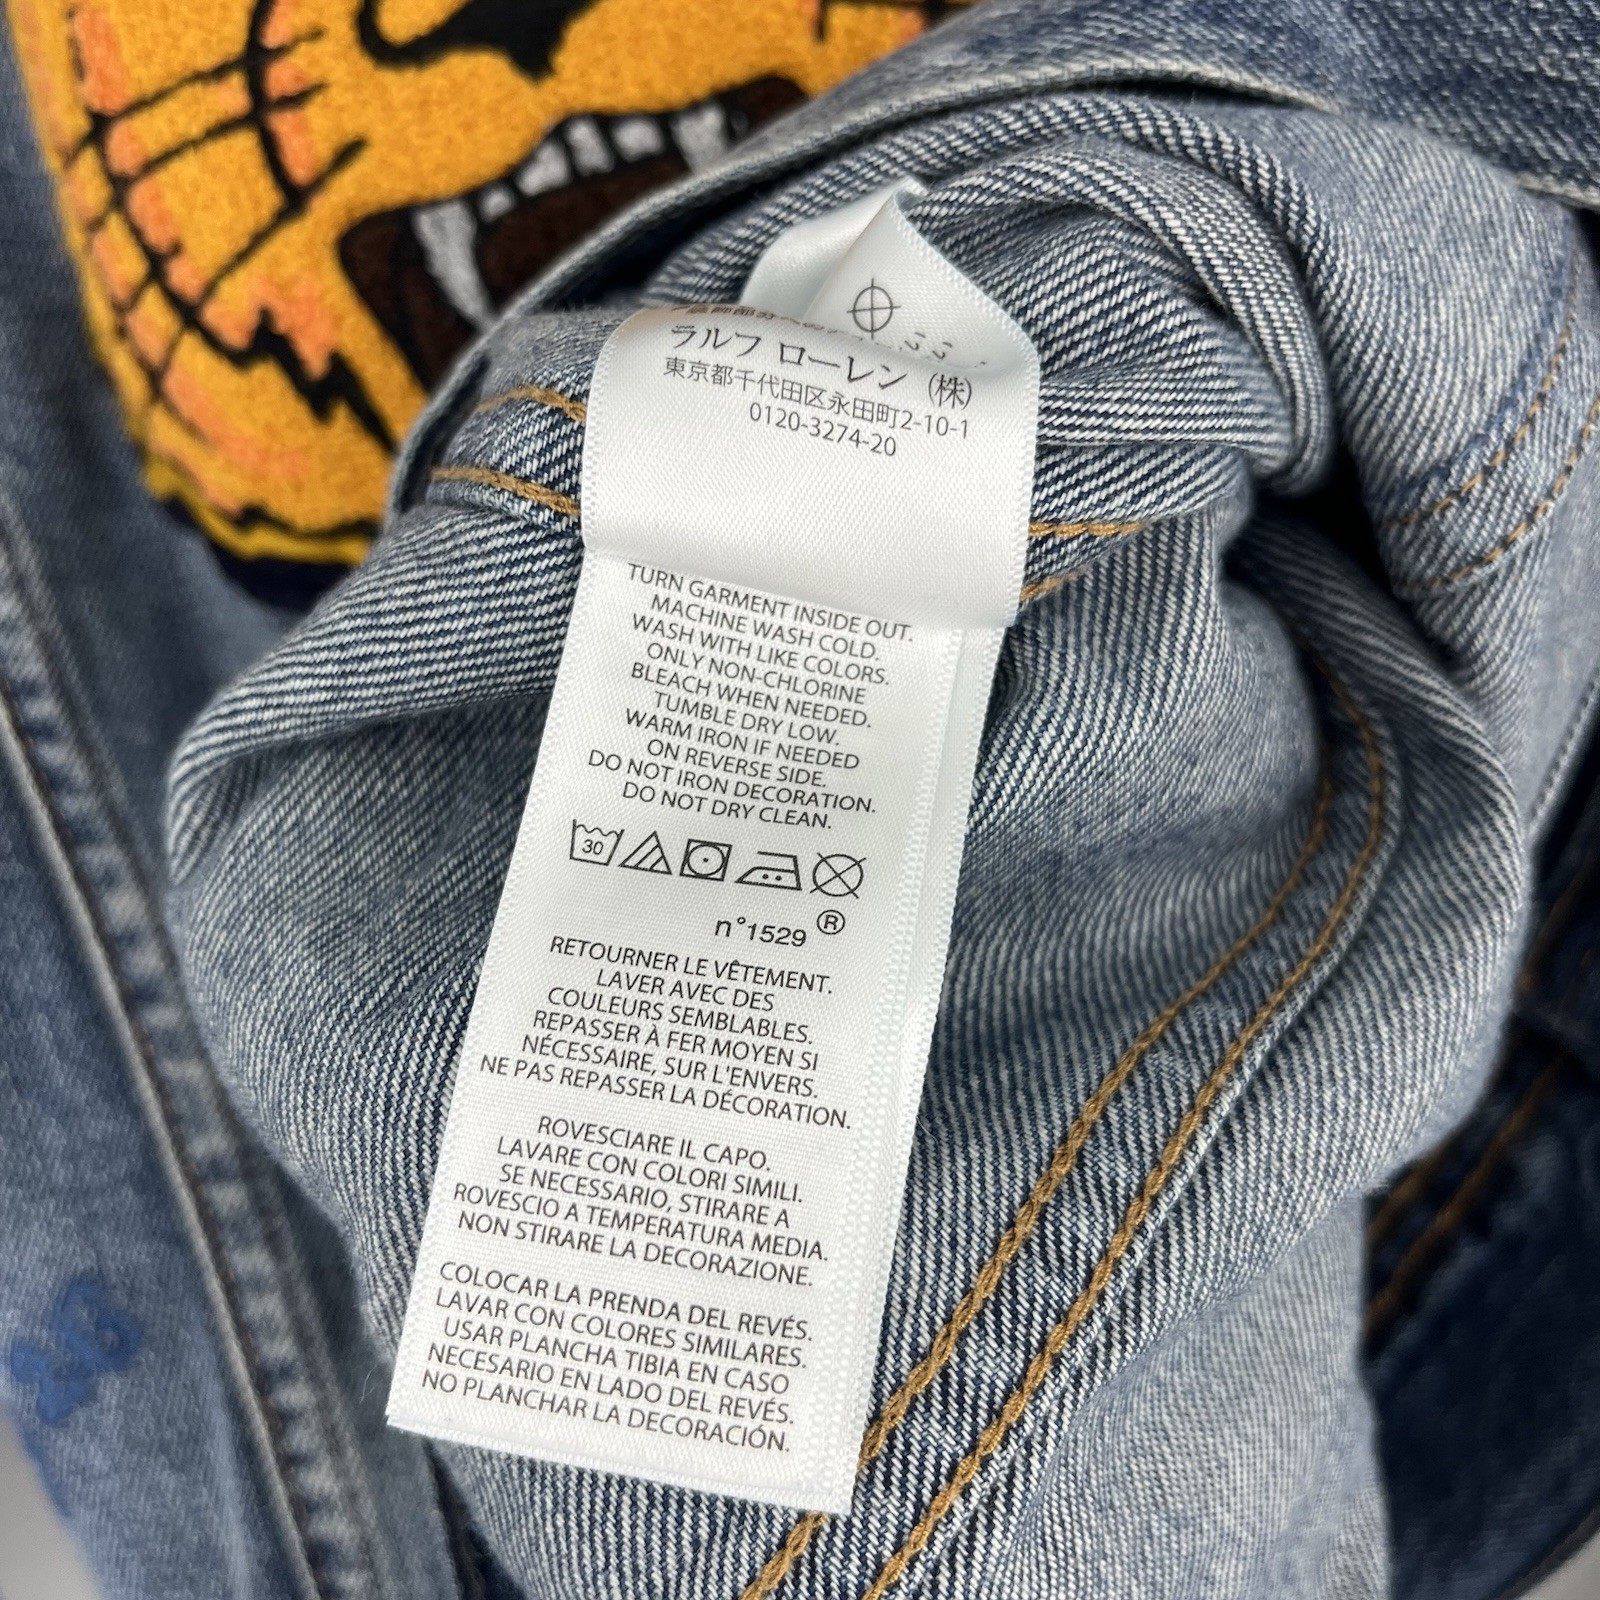 ラルフ ローレン (株)
東京都千代田区永田町2-10-1
0120-3274-20
TURN GARMENT INSIDE OUT.
MACHINE WASH COLD.
WASH WITH LIKE COLORS.
ONLY NON-CHLORINE
BLEACH WHEN NEEDED.
TUMBLE DRY LOW.
WARM IRON IF NEEDED
ON REVERSE SIDE.
DO NOT IRON DECORATION.
DO NOT DRY CLEAN.
30
n°1529 ®
RETOURNER LE VÊTEMENT.
LAVER AVEC DES
COULEURS SEMBLABLES.
REPASSER À FER MOYEN SI
NÉCESSAIRE, SUR L'ENVERS.
NE PAS REPASSER LA DÉCORATION.
ROVESCIARE IL CAPO.
LAVARE CON COLORI SIMILI.
SE NECESSARIO, STIRARE A
ROVESCIO A TEMPERATURA MEDIA.
NON STIRARE LA DECORAZIONE.
COLOCAR LA PRENDA DEL REVÉS.
LAVAR CON COLORES SIMILARES.
USAR PLANCHA TIBIA EN CASO
NECESARIO EN LADO DEL REVÉS.
NO PLANCHAR LA DECORACIÓN.